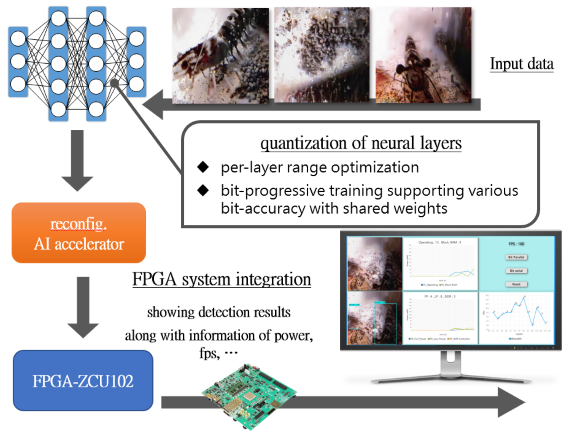 Input data
quantization of neural layers
◆ per-layer range optimization
◆ bit-progressive training supporting various
bit-accuracy with shared weights
reconfig.
AI accelerator
FPGA system integration
showing detection results
along with information of power,
fps, ⋯
FPGA-ZCU102
FPS : 100
Bit Parallel
Bit serial
Reset